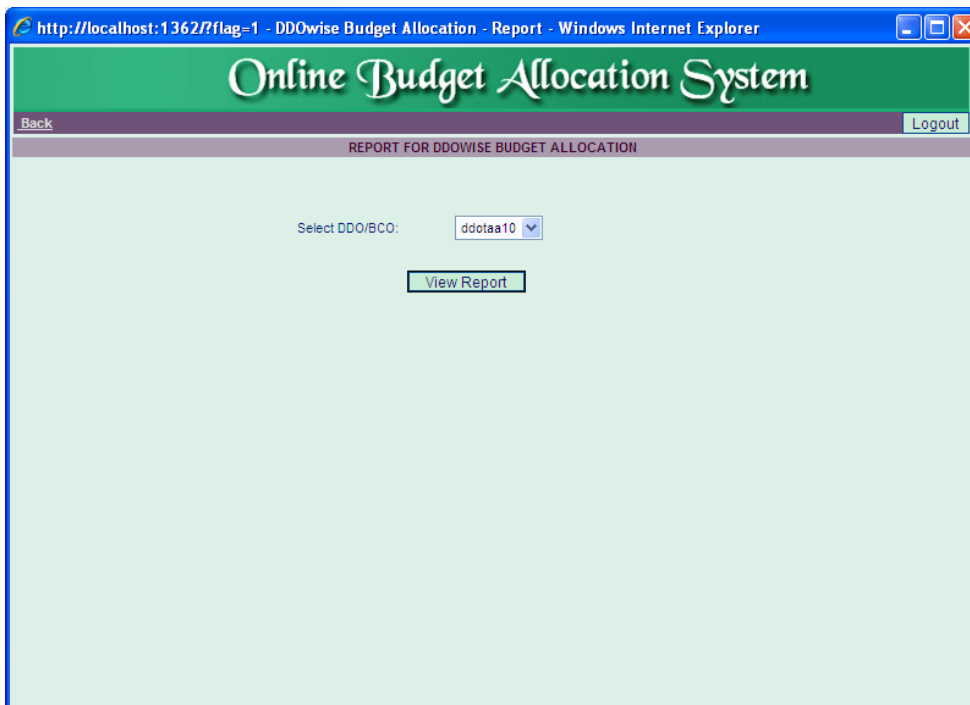 http://localhost:1362/?flag=1 - DDOwise Budget Allocation - Report - Windows Internet Explorer
Online Budget Allocation System
Back Logout
REPORT FOR DDOWISE BUDGET ALLOCATION
Select DDO/BCO: ddotaa10
View Report